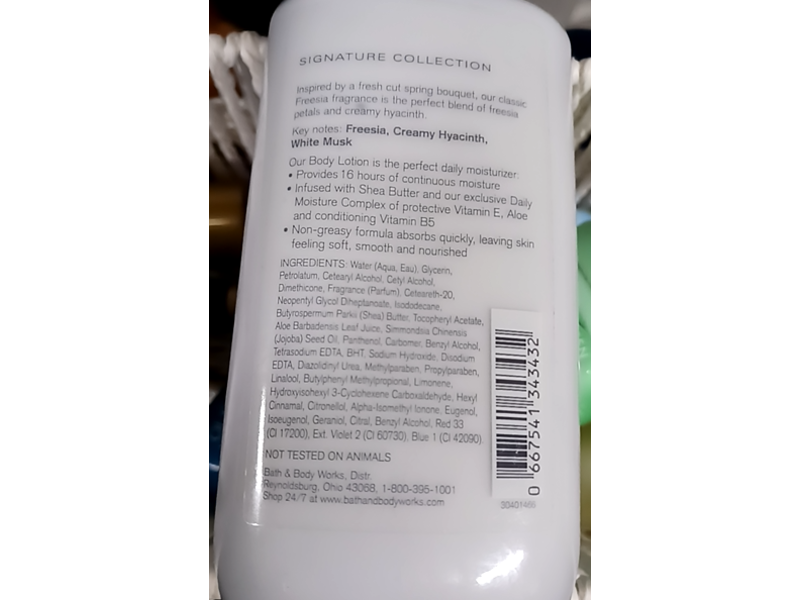 SIGNATURE COLLECTION
Inspired by a fresh cut spring bouquet, our classic
Freesia fragrance is the perfect blend of freesia
petals and creamy hyacinth.
Key notes: Freesia, Creamy Hyacinth,
White Musk
Our Body Lotion is the perfect daily moisturizer:
• Provides 16 hours of continuous moisture
• Infused with Shea Butter and our exclusive Daily
Moisture Complex of protective Vitamin E, Aloe
and conditioning Vitamin B5
• Non-greasy formula absorbs quickly, leaving skin
feeling soft, smooth and nourished
INGREDIENTS: Water (Aqua, Eau), Glycerin,
Petrolatum, Cetearyl Alcohol, Cetyl Alcohol,
Dimethicone, Fragrance (Parfum), Ceteareth-20,
Neopentyl Glycol Diheptanoate, Isododecane,
Butyrospermum Parkii (Shea) Butter, Tocopheryl Acetate,
Aloe Barbadensis Leaf Juice, Simmondsia Chinensis
(Jojoba) Seed Oil, Panthenol, Carbomer, Benzyl Alcohol,
Tetrasodium EDTA, BHT, Sodium Hydroxide, Disodium
EDTA, Diazolidinyl Urea, Methylparaben, Propylparaben,
Linalool, Butylphenyl Methylpropional, Limonene,
Hydroxyisohexyl 3-Cyclohexene Carboxaldehyde, Hexyl
Cinnamal, Citronellol, Alpha-Isomethyl Ionone, Eugenol,
Isoeugenol, Geraniol, Citral, Benzyl Alcohol, Red 33
(CI 17200), Ext. Violet 2 (CI 60730), Blue 1 (CI 42090)
NOT TESTED ON ANIMALS
Bath & Body Works, Distr.
Reynoldsburg, Ohio 43068, 1-800-395-1001
Shop 24/7 at www.bathandbodyworks.com
0 667541 343432